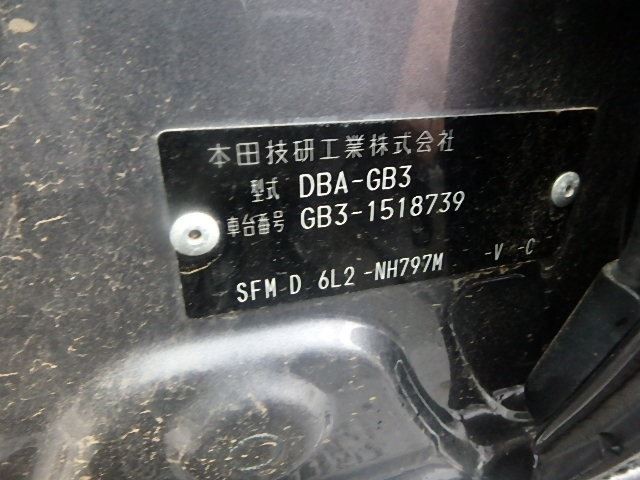 本田技研工業株式会社
型式 DBA-GB3
車台番号 GB3-1518739
SFM D 6L2 -NH797M -V -C